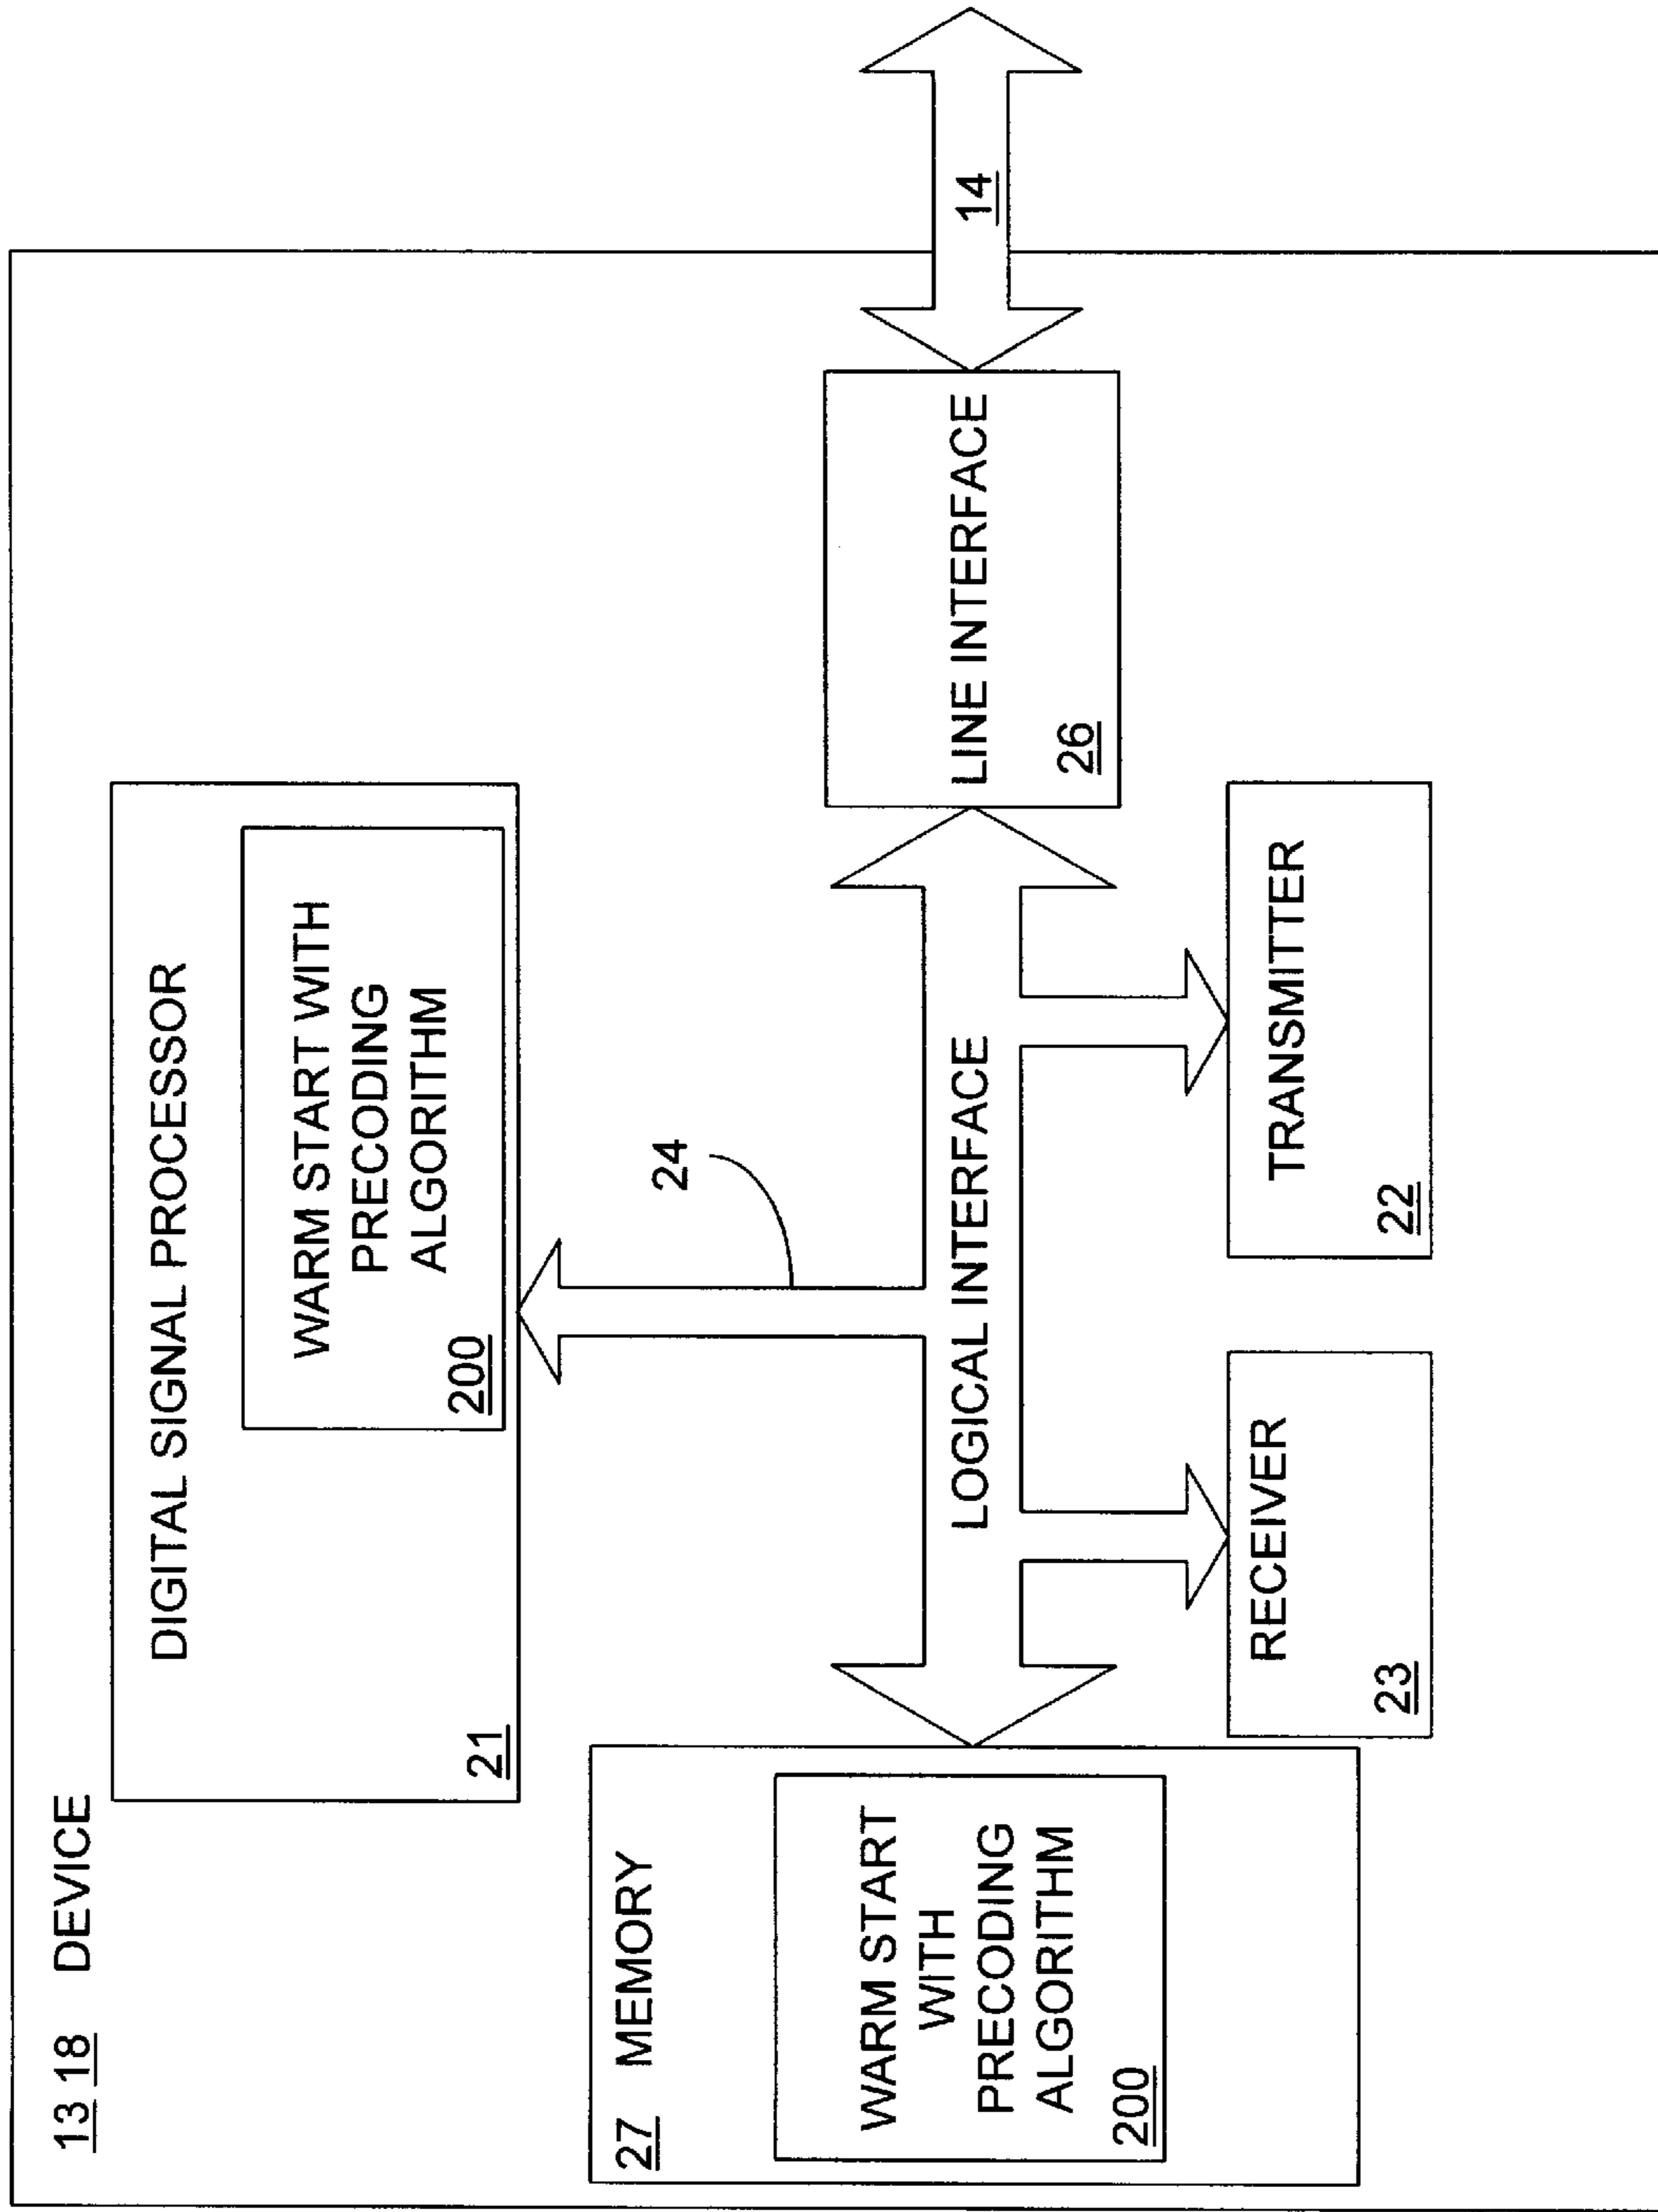 13 18 DEVICE
DIGITAL SIGNAL PROCESSOR
WARM START WITH
PRECODING
ALGORITHM
200
21
24
27 MEMORY
WARM START
WITH
PRECODING
ALGORITHM
200
LOGICAL INTERFACE
LINE INTERFACE
26
14
RECEIVER
23
TRANSMITTER
22